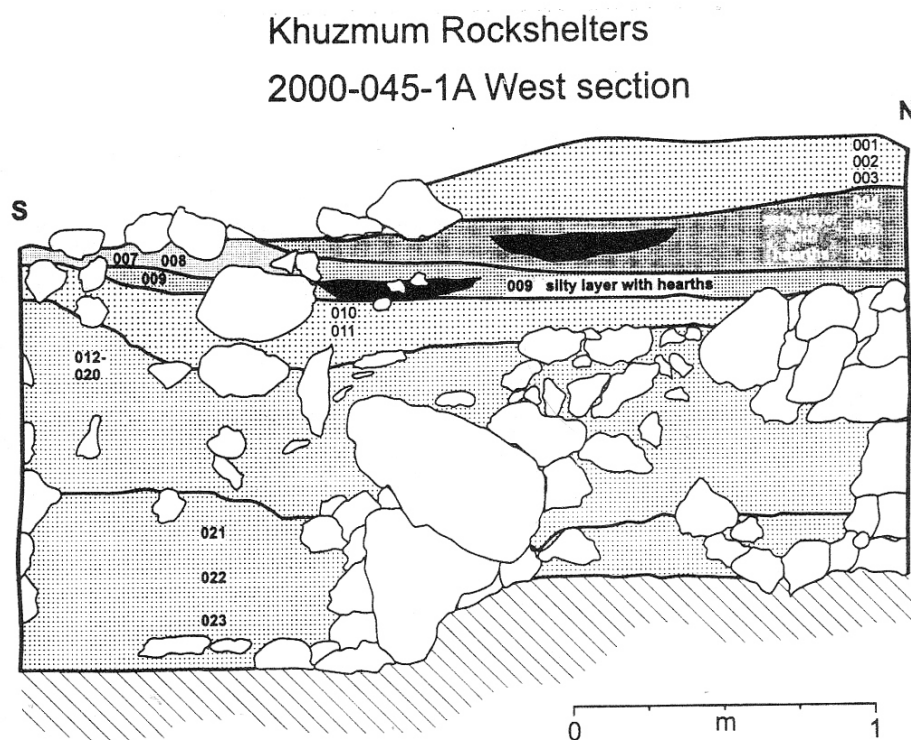 Khuzmum Rockshelters
2000-045-1A West section
N
S
001
002
003
004
silty layer
with
hearths
005
006
007
008
009
009 silty layer with hearths
010
011
012-
020
021
022
023
0
m
1